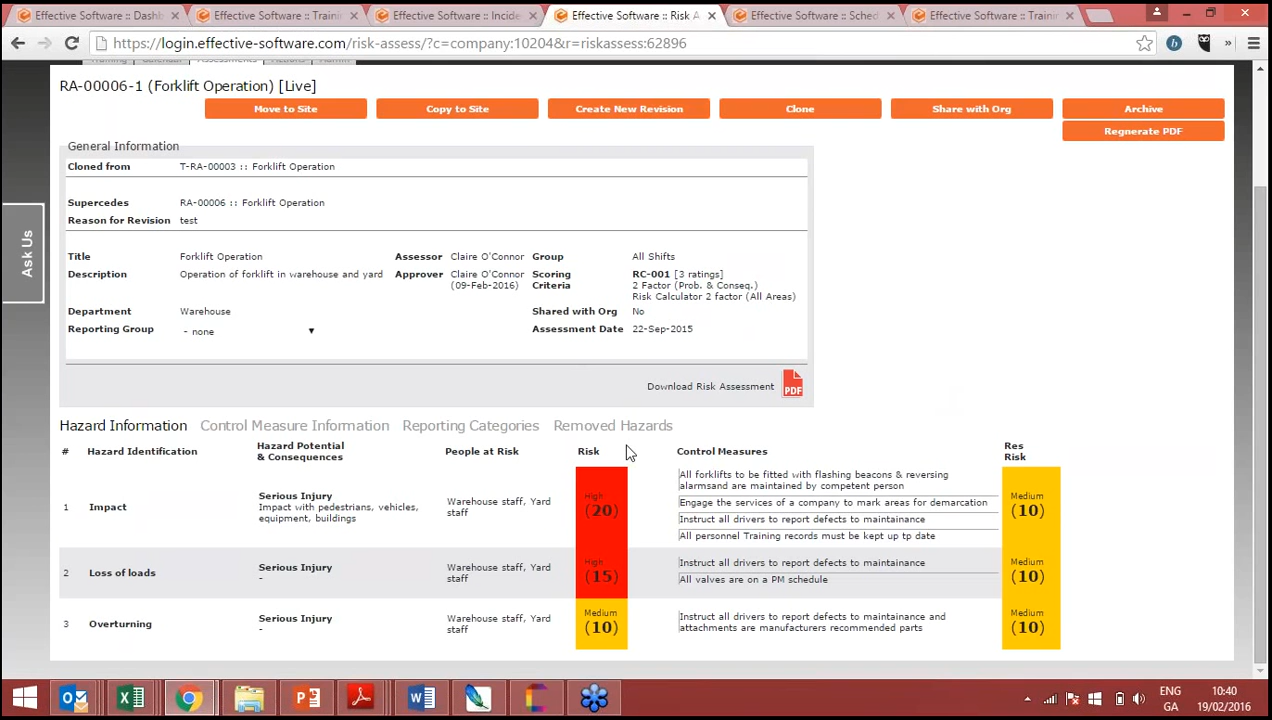 Effective Software :: Dashb
Effective Software :: Trainin
Effective Software :: Inciden
Effective Software :: Risk A
Effective Software :: Sched
Effective Software :: Trainin
https://login.effective-software.com/risk-assess/?c=company:10204&r=riskassess:62896
Training Calendar Assessments Actions Admin
RA-00006-1 (Forklift Operation) [Live]
Move to Site
Copy to Site
Create New Revision
Clone
Share with Org
Archive
Regnerate PDF
General Information
Cloned from T-RA-00003 :: Forklift Operation
Supercedes RA-00006 :: Forklift Operation
Reason for Revision test
Title Forklift Operation Assessor Claire O'Connor Group All Shifts
Description Operation of forklift in warehouse and yard Approver Claire O'Connor Scoring RC-001 [3 ratings]
(09-Feb-2016) Criteria 2 Factor (Prob. & Conseq.)
Risk Calculator 2 factor (All Areas)
Department Warehouse Shared with Org No
Reporting Group - none Assessment Date 22-Sep-2015
Download Risk Assessment PDF
Ask Us
Hazard Information Control Measure Information Reporting Categories Removed Hazards
# Hazard Identification Hazard Potential & Consequences People at Risk Risk Control Measures Res Risk
1 Impact
Serious Injury
Impact with pedestrians, vehicles,
equipment, buildings
Warehouse staff, Yard
staff
High
(20)
All forklifts to be fitted with flashing beacons & reversing
alarmsand are maintained by competent person
Engage the services of a company to mark areas for demarcation
Instruct all drivers to report defects to maintainance
All personnel Training records must be kept up tp date
Medium
(10)
2 Loss of loads
Serious Injury
-
Warehouse staff, Yard
staff
High
(15)
Instruct all drivers to report defects to maintainance
All valves are on a PM schedule
Medium
(10)
3 Overturning
Serious Injury
-
Warehouse staff, Yard
staff
Medium
(10)
Instruct all drivers to report defects to maintainance and
attachments are manufacturers recommended parts
Medium
(10)
ENG
GA
10:40
19/02/2016